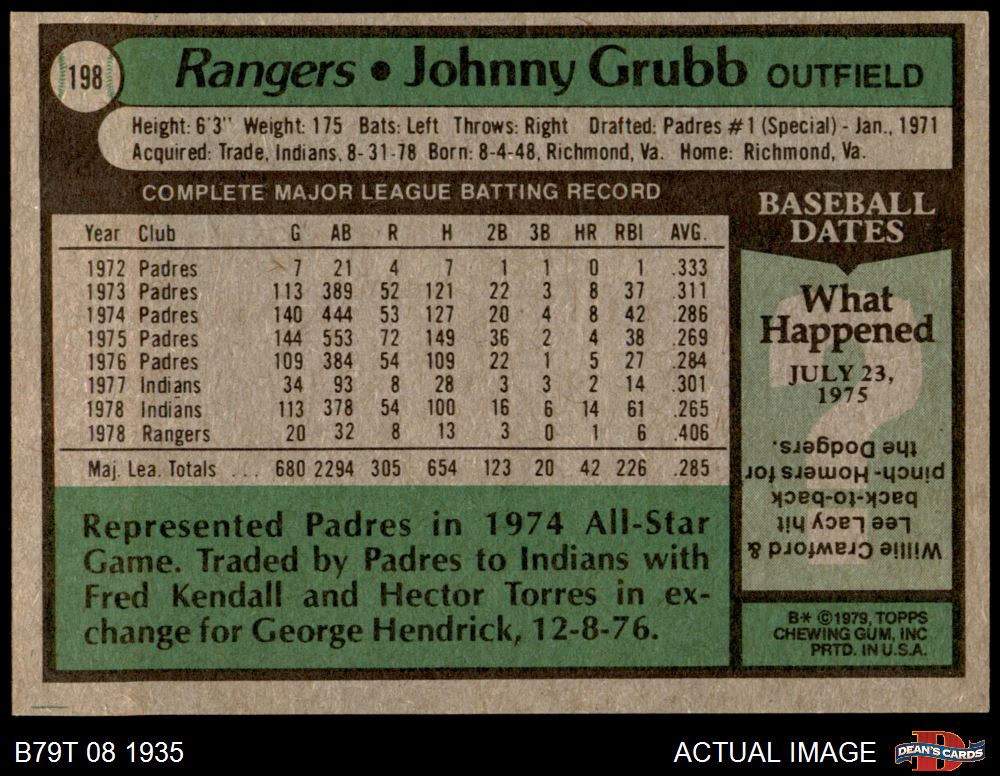 198
Rangers • Johnny Grubb OUTFIELD
Height: 6'3" Weight: 175 Bats: Left Throws: Right Drafted: Padres #1 (Special) - Jan., 1971
Acquired: Trade, Indians, 8-31-78 Born: 8-4-48, Richmond, Va. Home: Richmond, Va.
COMPLETE MAJOR LEAGUE BATTING RECORD
Year Club G AB R H 2B 3B HR RBI AVG.
1972 Padres 7 21 4 7 1 1 0 1 .333
1973 Padres 113 389 52 121 22 3 8 37 .311
1974 Padres 140 444 53 127 20 4 8 42 .286
1975 Padres 144 553 72 149 36 2 4 38 .269
1976 Padres 109 384 54 109 22 1 5 27 .284
1977 Indians 34 93 8 28 3 3 2 14 .301
1978 Indians 113 378 54 100 16 6 14 61 .265
1978 Rangers 20 32 8 13 3 0 1 6 .406
Maj. Lea. Totals ... 680 2294 305 654 123 20 42 226 .285
Represented Padres in 1974 All-Star
Game. Traded by Padres to Indians with
Fred Kendall and Hector Torres in ex-
change for George Hendrick, 12-8-76.
BASEBALL
DATES
What
Happened
JULY 23,
1975
?
Willie Crawford &
Lee Lacy hit
back-to-back
pinch-Homers for
the Dodgers.
B* ©1979, TOPPS
CHEWING GUM, INC
PRTD. IN U.S.A.
B79T 08 1935
ACTUAL IMAGE
DEAN'S CARDS